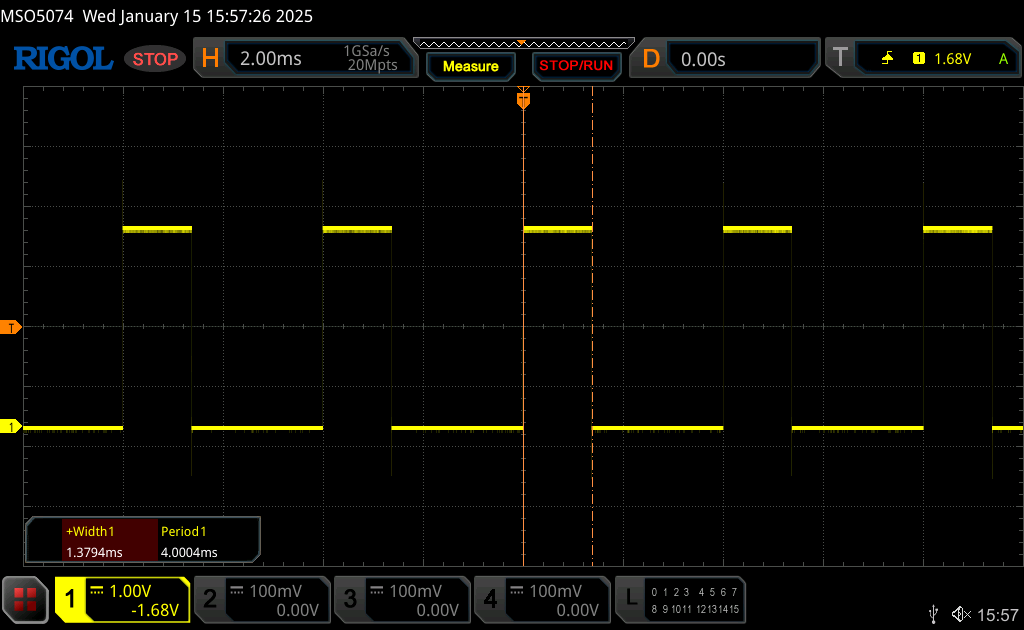 MSO5074 Wed January 15 15:57:26 2025
RIGOL STOP H 2.00ms 1GSa/s 20Mpts Measure STOP/RUN D 0.00s T 1 1.68V A
T
T
1
+Width1 Period1
1.3794ms 4.0004ms
1 1.00V 2 100mV 3 100mV 4 100mV L 0 1 2 3 4 5 6 7
-1.68V 0.00V 0.00V 0.00V 8 9 10 11 12 13 14 15
15:57